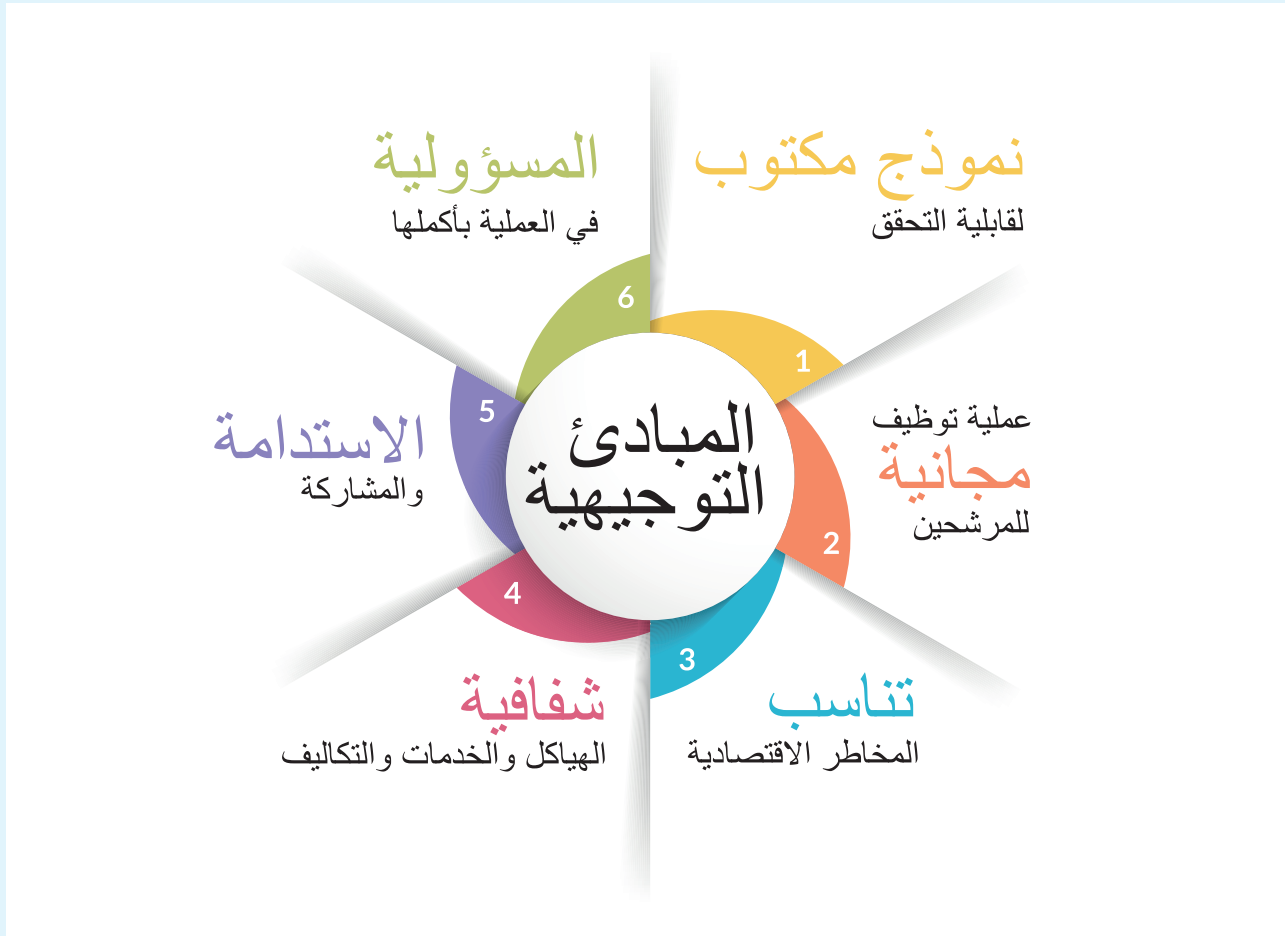 المبادئ
التوجيهية
1
نموذج مكتوب
لقابلية التحقق
2
عملية توظيف
مجانية
للمرشحين
3
تناسب
المخاطر الاقتصادية
4
شفافية
الهياكل والخدمات والتكاليف
5
الاستدامة
والمشاركة
6
المسؤولية
في العملية بأكملها